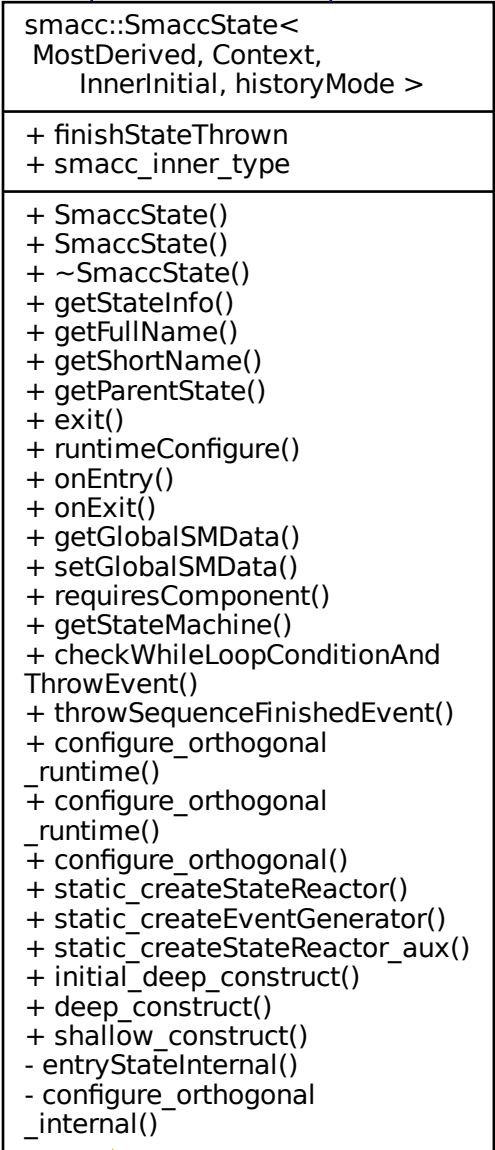 smacc::SmaccState<
MostDerived, Context,
InnerInitial, historyMode >
+ finishStateThrown
+ smacc_inner_type
+ SmaccState()
+ SmaccState()
+ ~SmaccState()
+ getStateInfo()
+ getFullName()
+ getShortName()
+ getParentState()
+ exit()
+ runtimeConfigure()
+ onEntry()
+ onExit()
+ getGlobalSMData()
+ setGlobalSMData()
+ requiresComponent()
+ getStateMachine()
+ checkWhileLoopConditionAnd
ThrowEvent()
+ throwSequenceFinishedEvent()
+ configure_orthogonal
_runtime()
+ configure_orthogonal
_runtime()
+ configure_orthogonal()
+ static_createStateReactor()
+ static_createEventGenerator()
+ static_createStateReactor_aux()
+ initial_deep_construct()
+ deep_construct()
+ shallow_construct()
- entryStateInternal()
- configure_orthogonal
_internal()